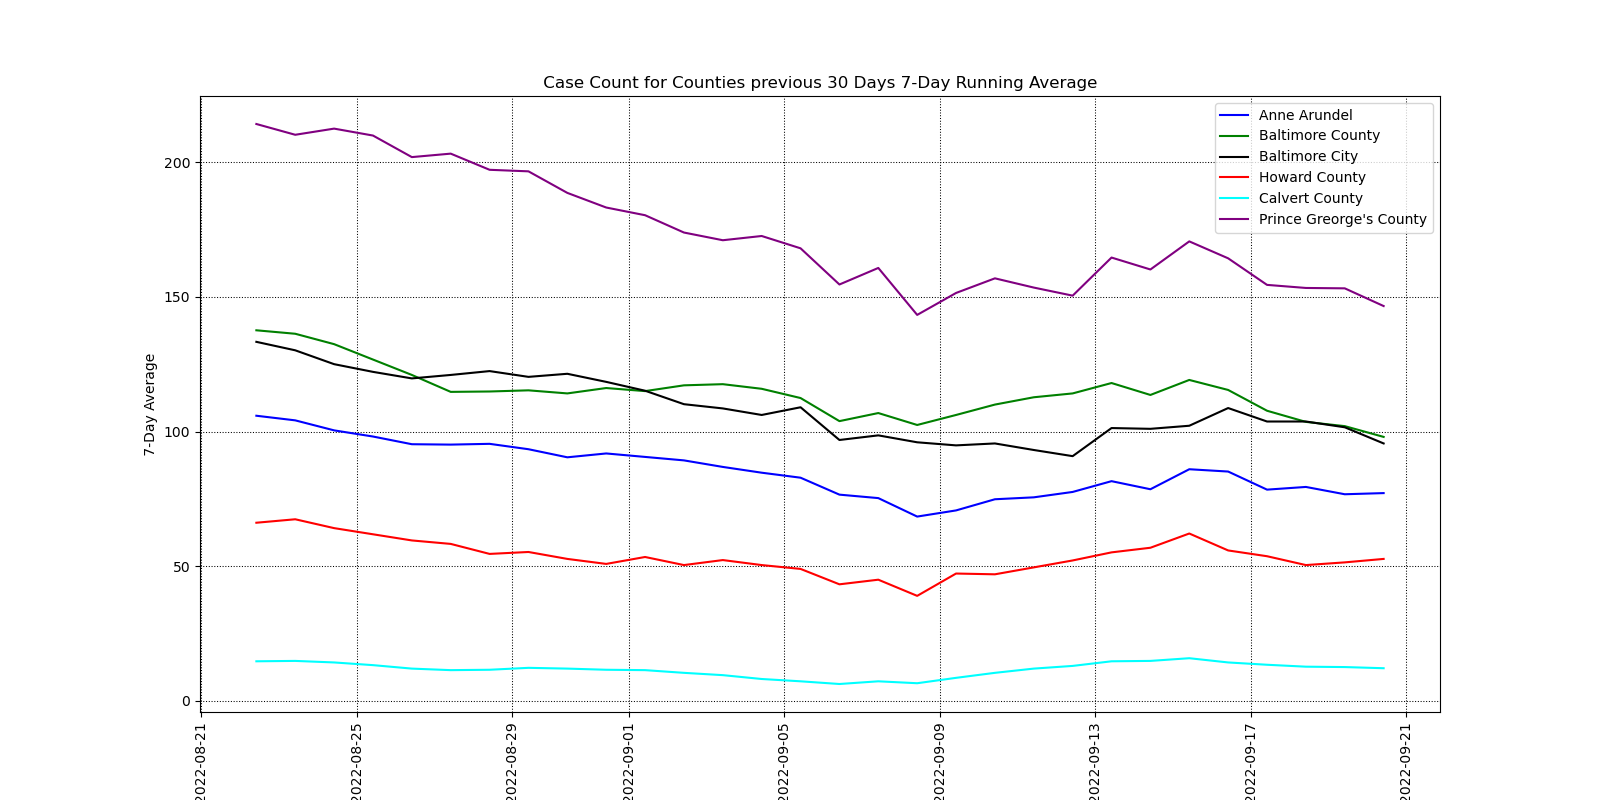 Case Count for Counties previous 30 Days 7-Day Running Average
Anne Arundel
Baltimore County
Baltimore City
Howard County
Calvert County
Prince Greorge's County
7-Day Average
200
150
100
50
0
2022-08-21
2022-08-25
2022-08-29
2022-09-01
2022-09-05
2022-09-09
2022-09-13
2022-09-17
2022-09-21